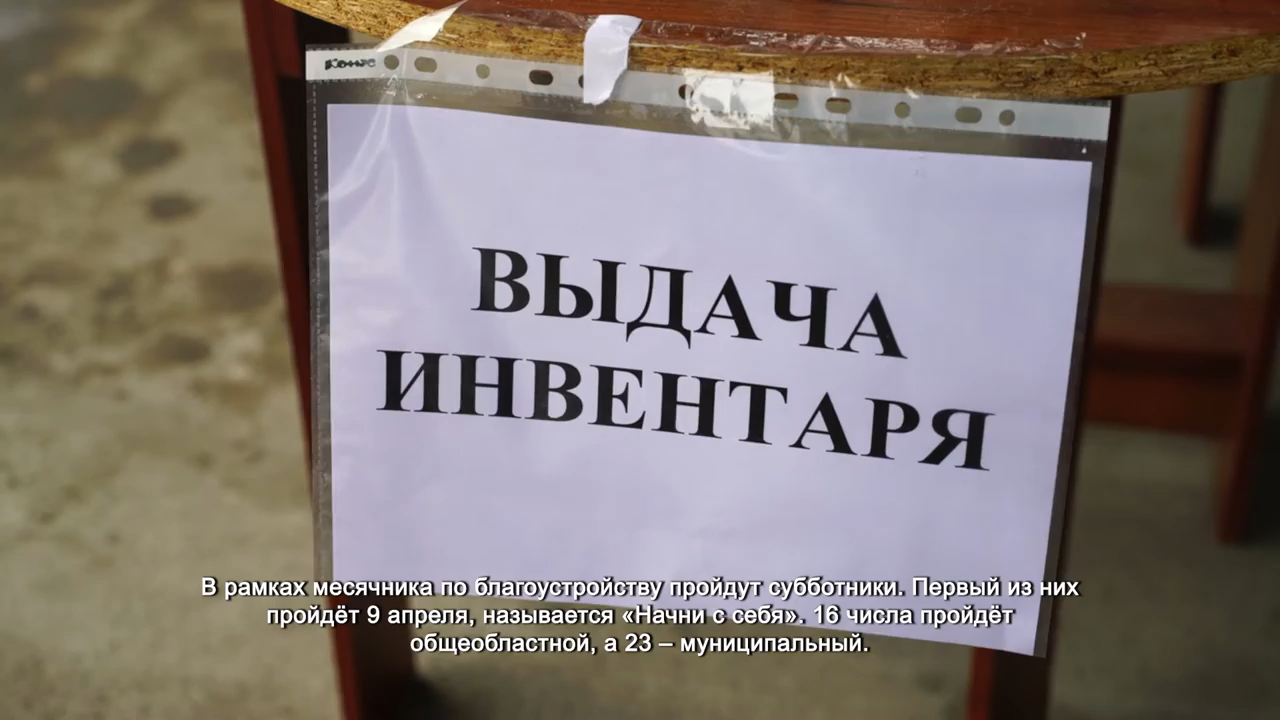 ВЫДАЧА
ИНВЕНТАРЯ
В рамках месячника по благоустройству пройдут субботники. Первый из них
пройдёт 9 апреля, называется «Начни с себя». 16 числа пройдёт
общеобластной, а 23 – муниципальный.